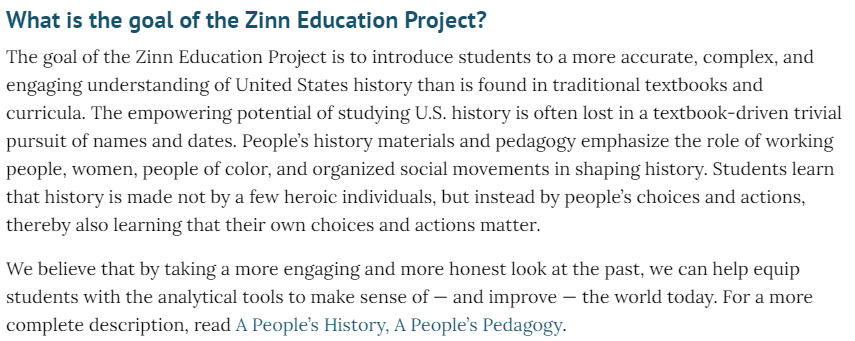 What is the goal of the Zinn Education Project?
The goal of the Zinn Education Project is to introduce students to a more accurate, complex, and
engaging understanding of United States history than is found in traditional textbooks and
curricula. The empowering potential of studying U.S. history is often lost in a textbook-driven trivial
pursuit of names and dates. People’s history materials and pedagogy emphasize the role of working
people, women, people of color, and organized social movements in shaping history. Students learn
that history is made not by a few heroic individuals, but instead by people’s choices and actions,
thereby also learning that their own choices and actions matter.
We believe that by taking a more engaging and more honest look at the past, we can help equip
students with the analytical tools to make sense of — and improve — the world today. For a more
complete description, read A People’s History, A People’s Pedagogy.